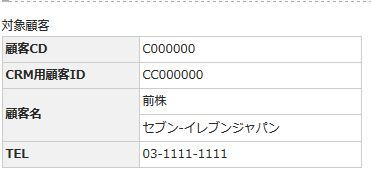 対象顧客
顧客CD C000000
CRM用顧客ID CC000000
顧客名 前株
セブン-イレブンジャパン
TEL 03-1111-1111